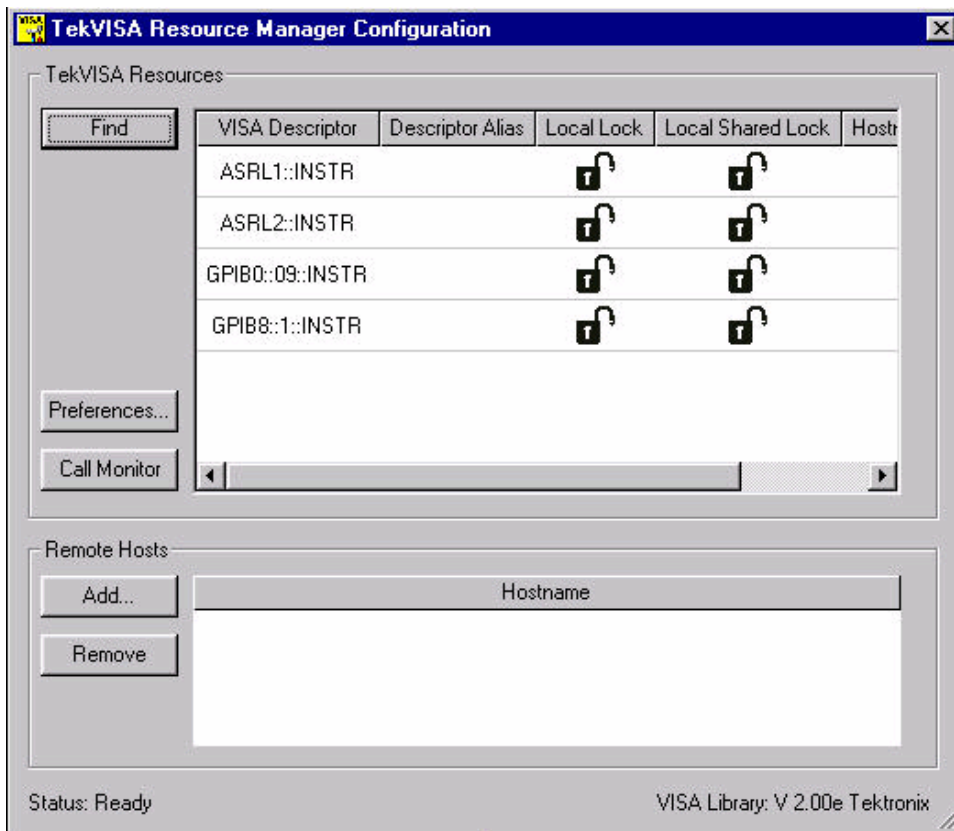 TekVISA Resource Manager Configuration
TekVISA Resources
Find
VISA Descriptor Descriptor Alias Local Lock Local Shared Lock Hostr
ASRL1::INSTR
ASRL2::INSTR
GPIB0::09::INSTR
GPIB8::1::INSTR
Preferences...
Call Monitor
Remote Hosts
Add...
Hostname
Remove
Status: Ready VISA Library: V 2.00e Tektronix